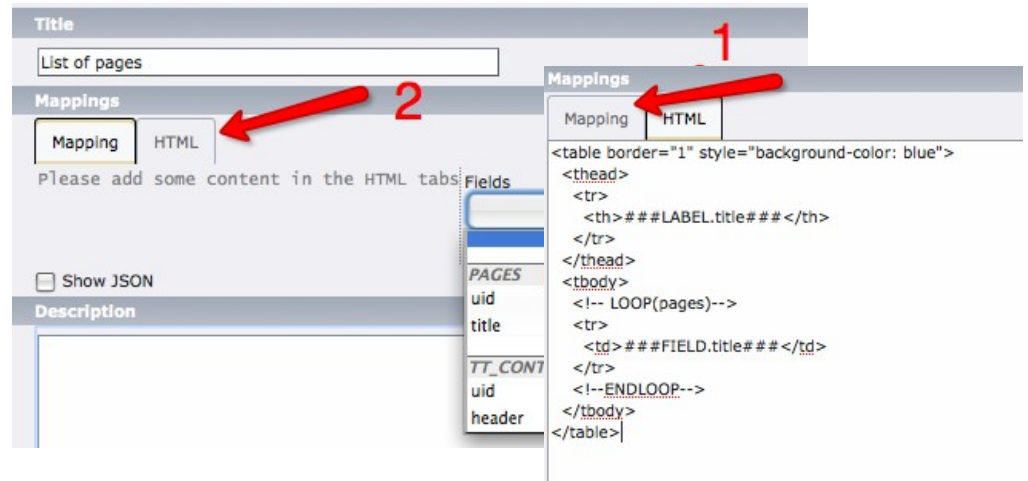 Title
List of pages
Mappings
2
Mapping
HTML
Please add some content in the HTML tabs
Fields
PAGES
uid
title
TT_CONT
uid
header
Show JSON
Description
1
Mappings
Mapping
HTML
<table border="1" style="background-color: blue">
<thead>
<tr>
<th>###LABEL.title###</th>
</tr>
</thead>
<tbody>
<!-- LOOP(pages)-->
<tr>
<td>###FIELD.title###</td>
</tr>
<!--ENDLOOP-->
</tbody>
</table>